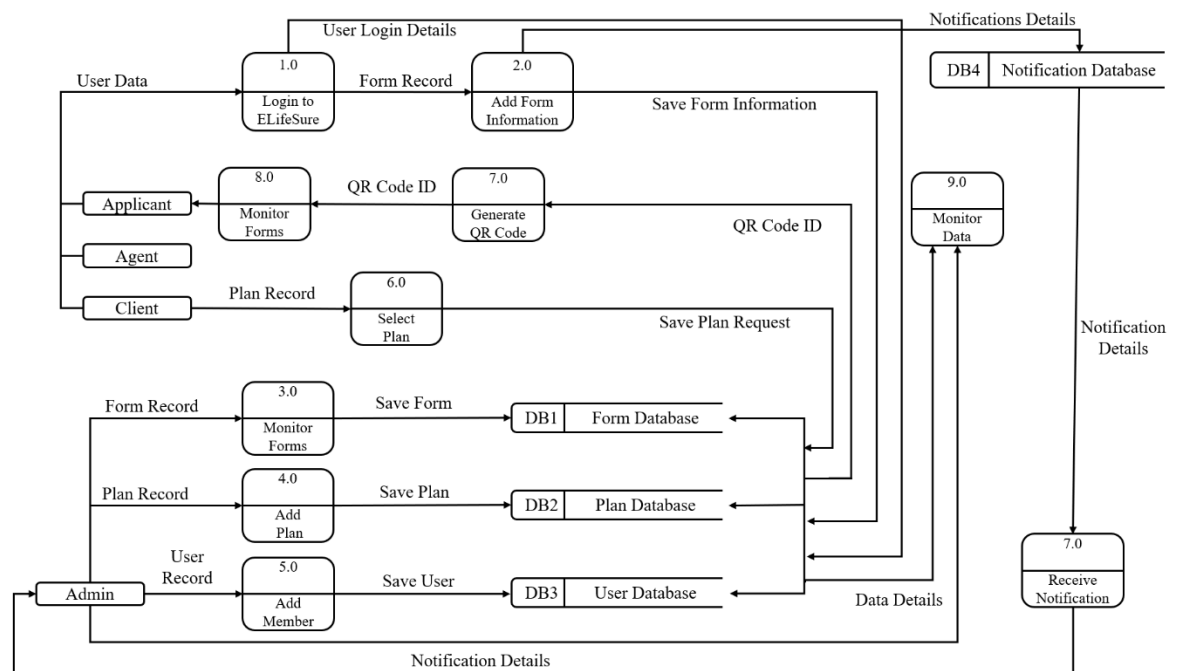 Notifications Details
User Login Details
1.0
Login to
ELifeSure
2.0
Add Form
Information
DB4
Notification Database
User Data
Form Record
Save Form Information
8.0
Monitor
Forms
QR Code ID
7.0
Generate
QR Code
QR Code ID
9.0
Monitor
Data
Applicant
Agent
Client
Plan Record
6.0
Select
Plan
Save Plan Request
Notification
Details
Form Record
3.0
Monitor
Forms
Save Form
DB1
Form Database
Plan Record
4.0
Add
Plan
Save Plan
DB2
Plan Database
User
Record
5.0
Add
Member
Save User
DB3
User Database
Data Details
7.0
Receive
Notification
Admin
Notification Details